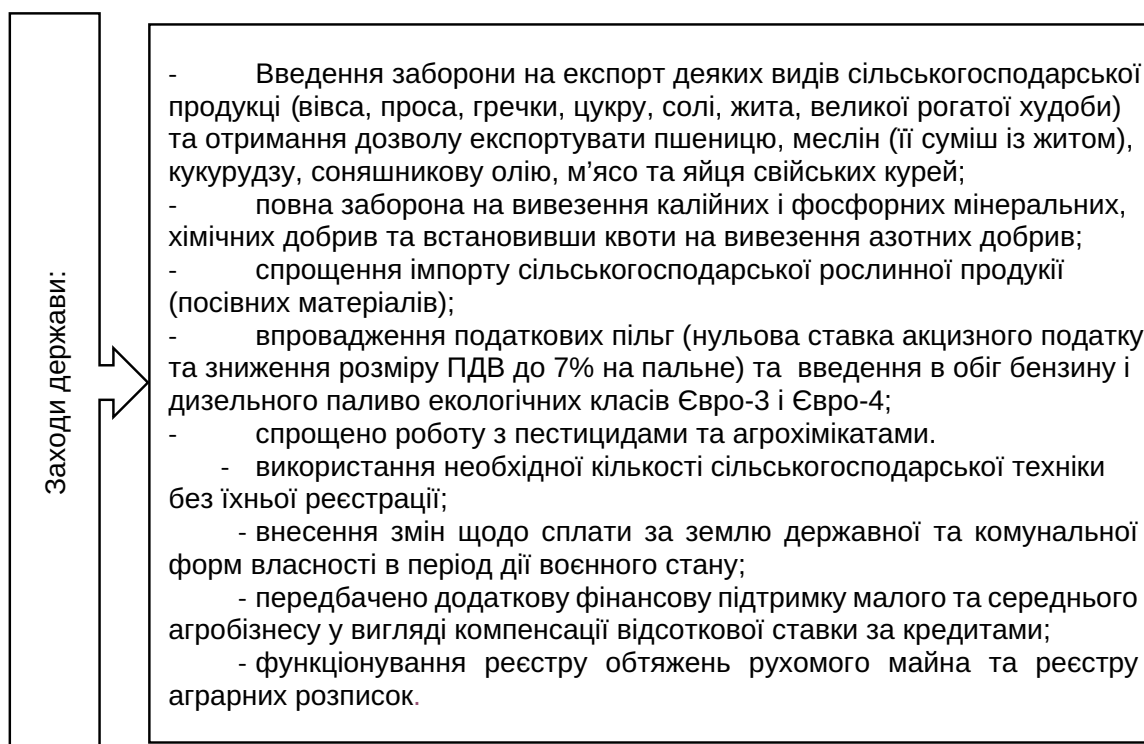 Заходи держави:
- Введення заборони на експорт деяких видів сільськогосподарської
продукці (вівса, проса, гречки, цукру, солі, жита, великої рогатої худоби)
та отримання дозволу експортувати пшеницю, меслін (її суміш із житом),
кукурудзу, соняшникову олію, м’ясо та яйця свійських курей;
- повна заборона на вивезення калійних і фосфорних мінеральних,
хімічних добрив та встановивши квоти на вивезення азотних добрив;
- спрощення імпорту сільськогосподарської рослинної продукії
(посівних матеріалів);
- впровадження податкових пільг (нульова ставка акцизного податку
та зниження розміру ПДВ до 7% на пальне) та введення в обіг бензину і
дизельного паливо екологічних класів Євро-3 і Євро-4;
- спрощено роботу з пестицидами та агрохімікатами.
- використання необхідної кількості сільськогосподарської техніки
без їхньої реєстрації;
- внесення змін щодо сплати за землю державної та комунальної
форм власності в період дії воєнного стану;
- передбачено додаткову фінансову підтримку малого та середнього
агробізнесу у вигляді компенсації відсоткової ставки за кредитами;
- функціонування реєстру обтяжень рухомого майна та реєстру
аграрних розписок.